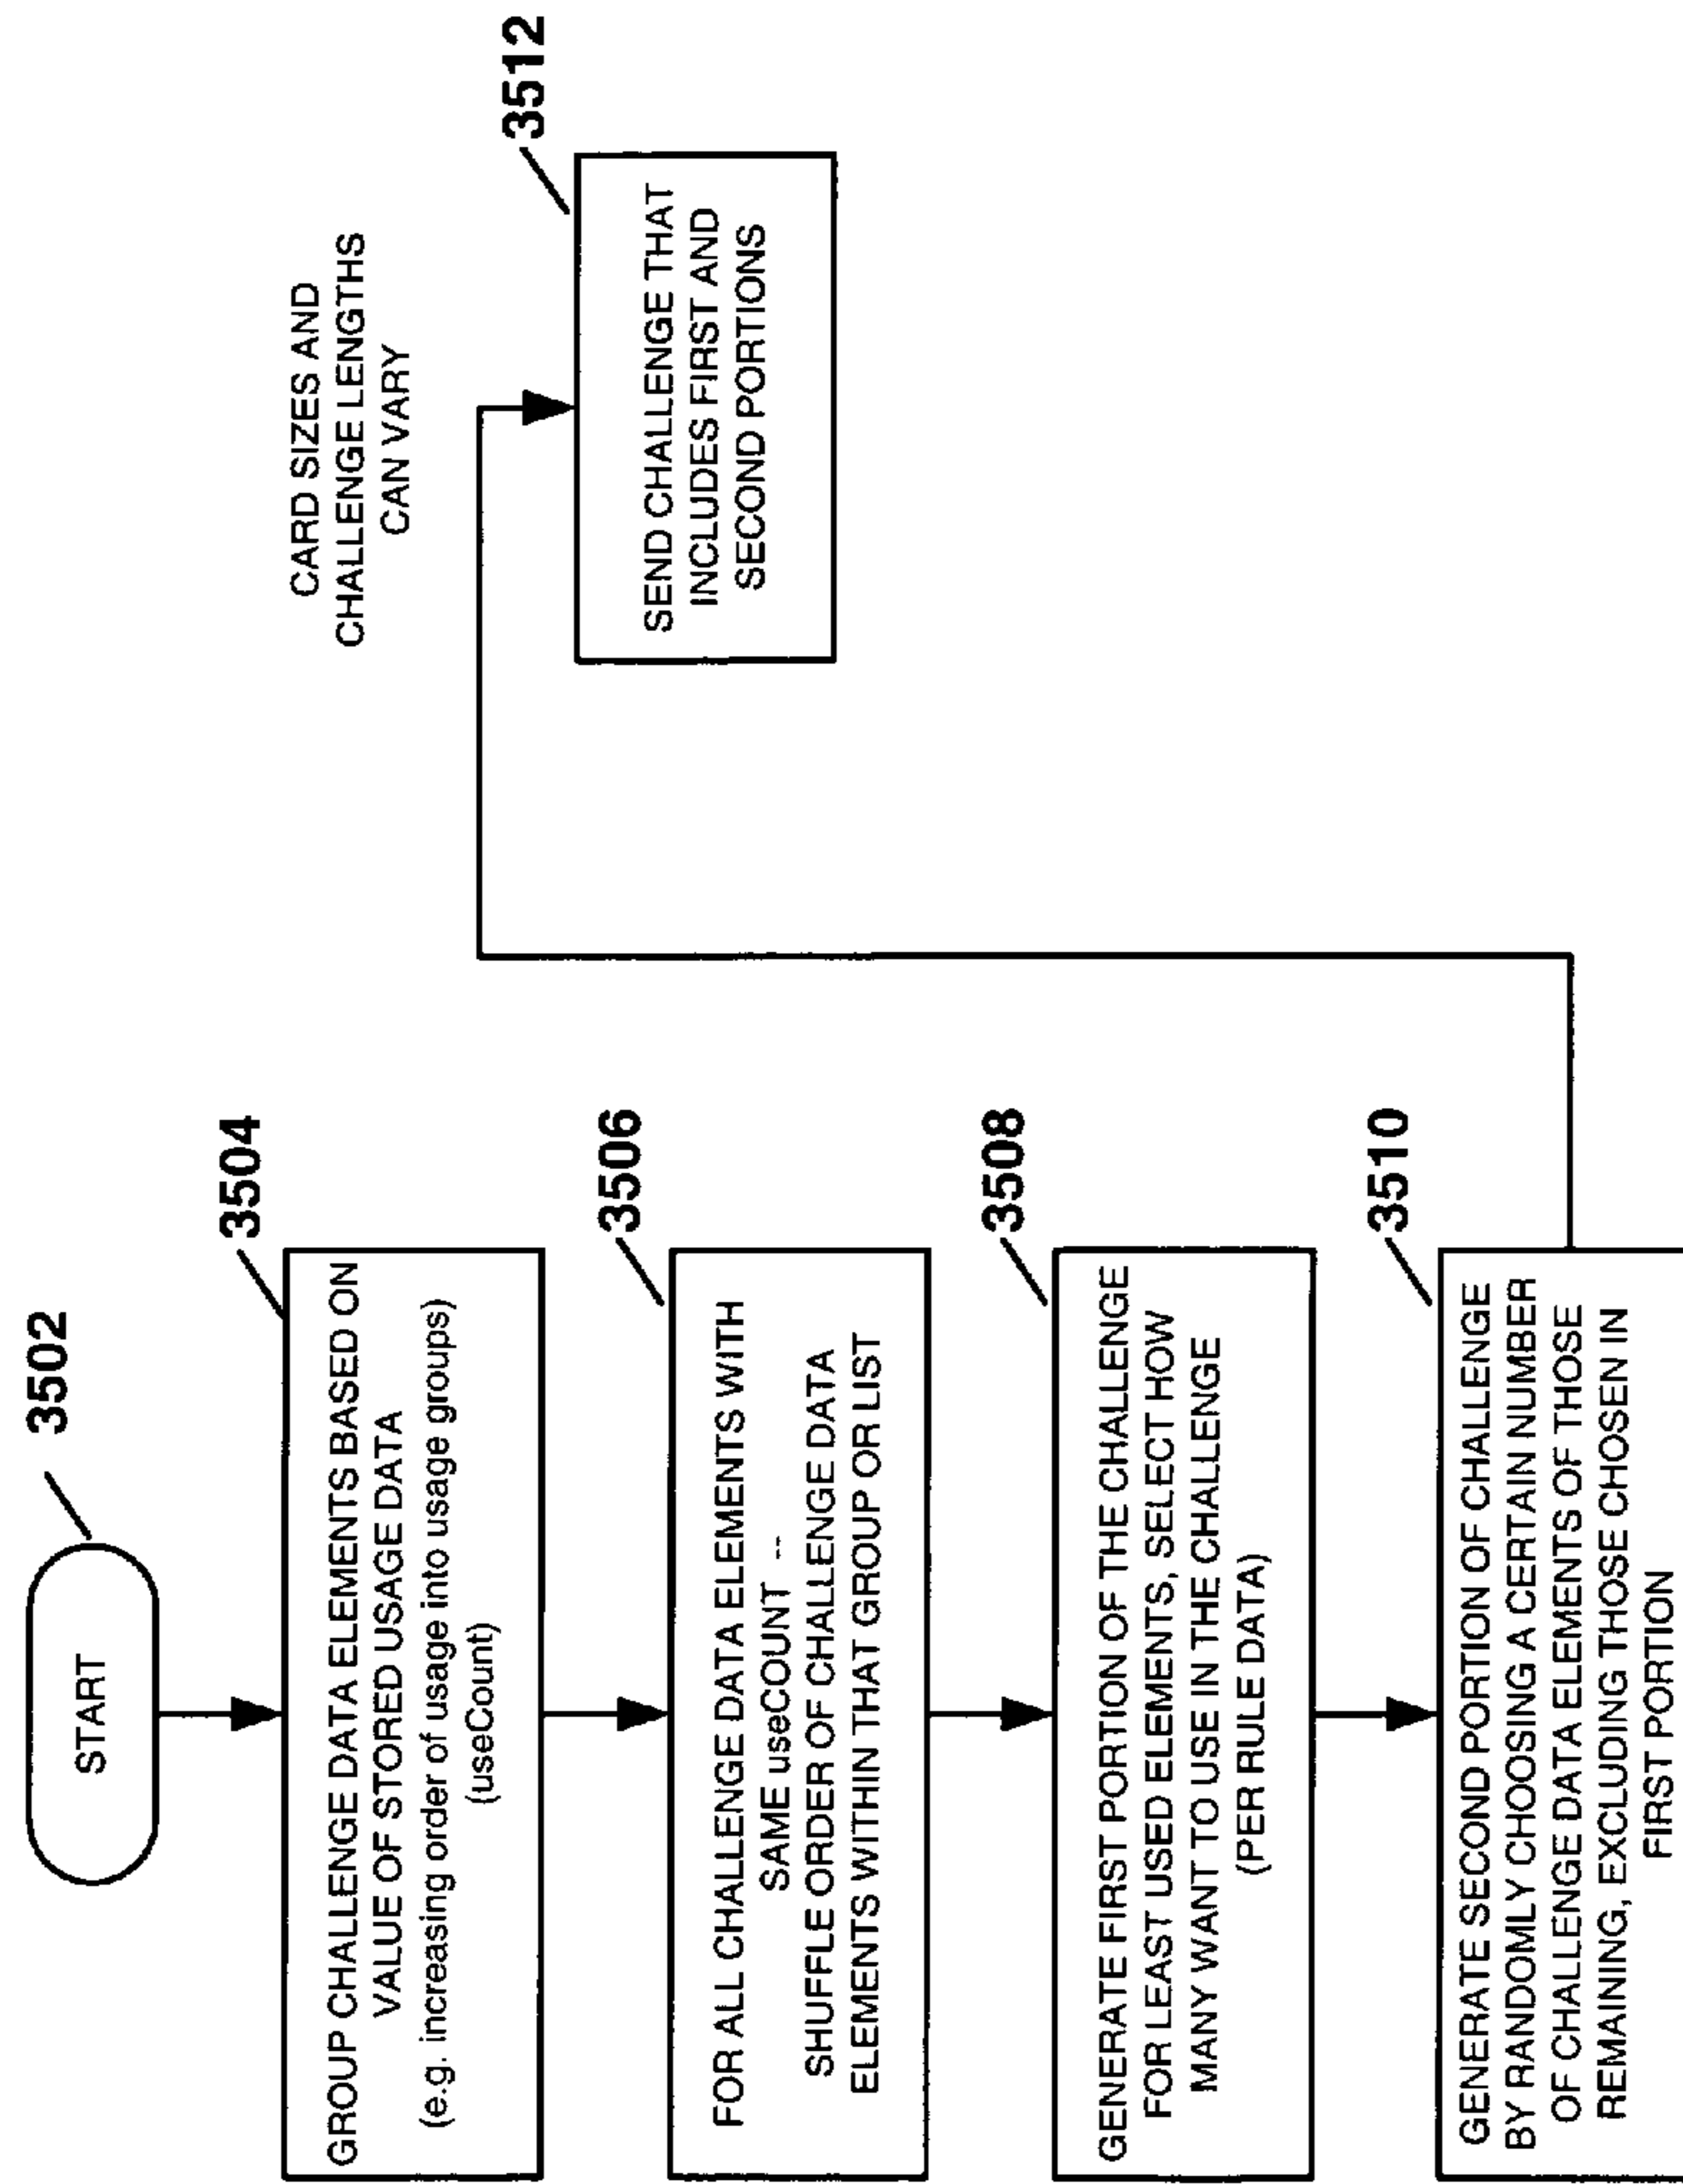 3502
START
3504
GROUP CHALLENGE DATA ELEMENTS BASED ON
VALUE OF STORED USAGE DATA
(e.g. increasing order of usage into usage groups)
(useCount)
3506
FOR ALL CHALLENGE DATA ELEMENTS WITH
SAME useCOUNT --
SHUFFLE ORDER OF CHALLENGE DATA
ELEMENTS WITHIN THAT GROUP OR LIST
3508
GENERATE FIRST PORTION OF THE CHALLENGE
FOR LEAST USED ELEMENTS, SELECT HOW
MANY WANT TO USE IN THE CHALLENGE
(PER RULE DATA)
3510
GENERATE SECOND PORTION OF CHALLENGE
BY RANDOMLY CHOOSING A CERTAIN NUMBER
OF CHALLENGE DATA ELEMENTS OF THOSE
REMAINING, EXCLUDING THOSE CHOSEN IN
FIRST PORTION
CARD SIZES AND
CHALLENGE LENGTHS
CAN VARY
3512
SEND CHALLENGE THAT
INCLUDES FIRST AND
SECOND PORTIONS